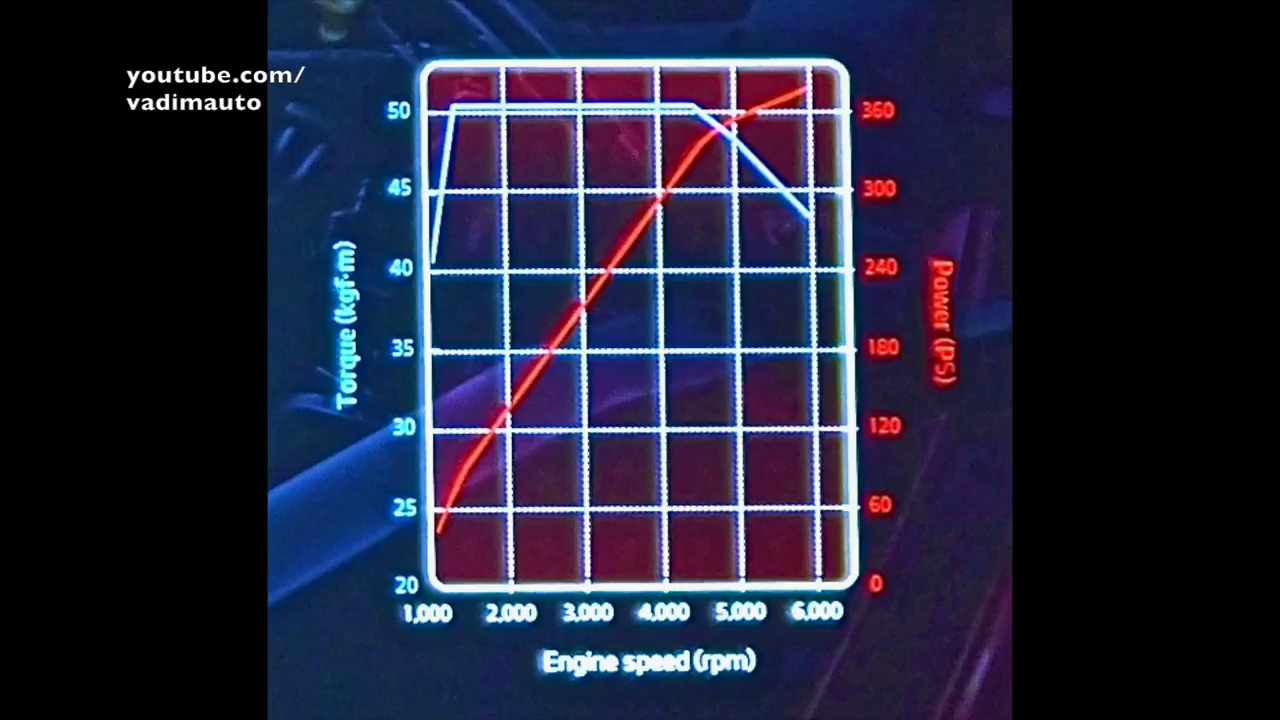 youtube.com/
vadimauto
50
45
40
35
30
25
20
Torque (kgf·m)
360
300
240
180
120
60
0
Power (PS)
1.000 2.000 3.000 4.000 5.000 6.000
Engine speed (rpm)